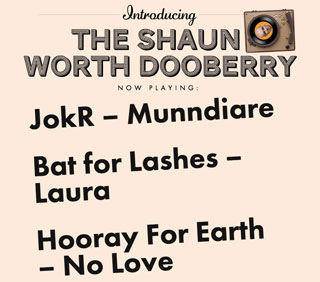 Introducing
THE SHAUN
WORTH DOOBERRY
NOW PLAYING:
JokR – Munndiare
Bat for Lashes –
Laura
Hooray For Earth
– No Love